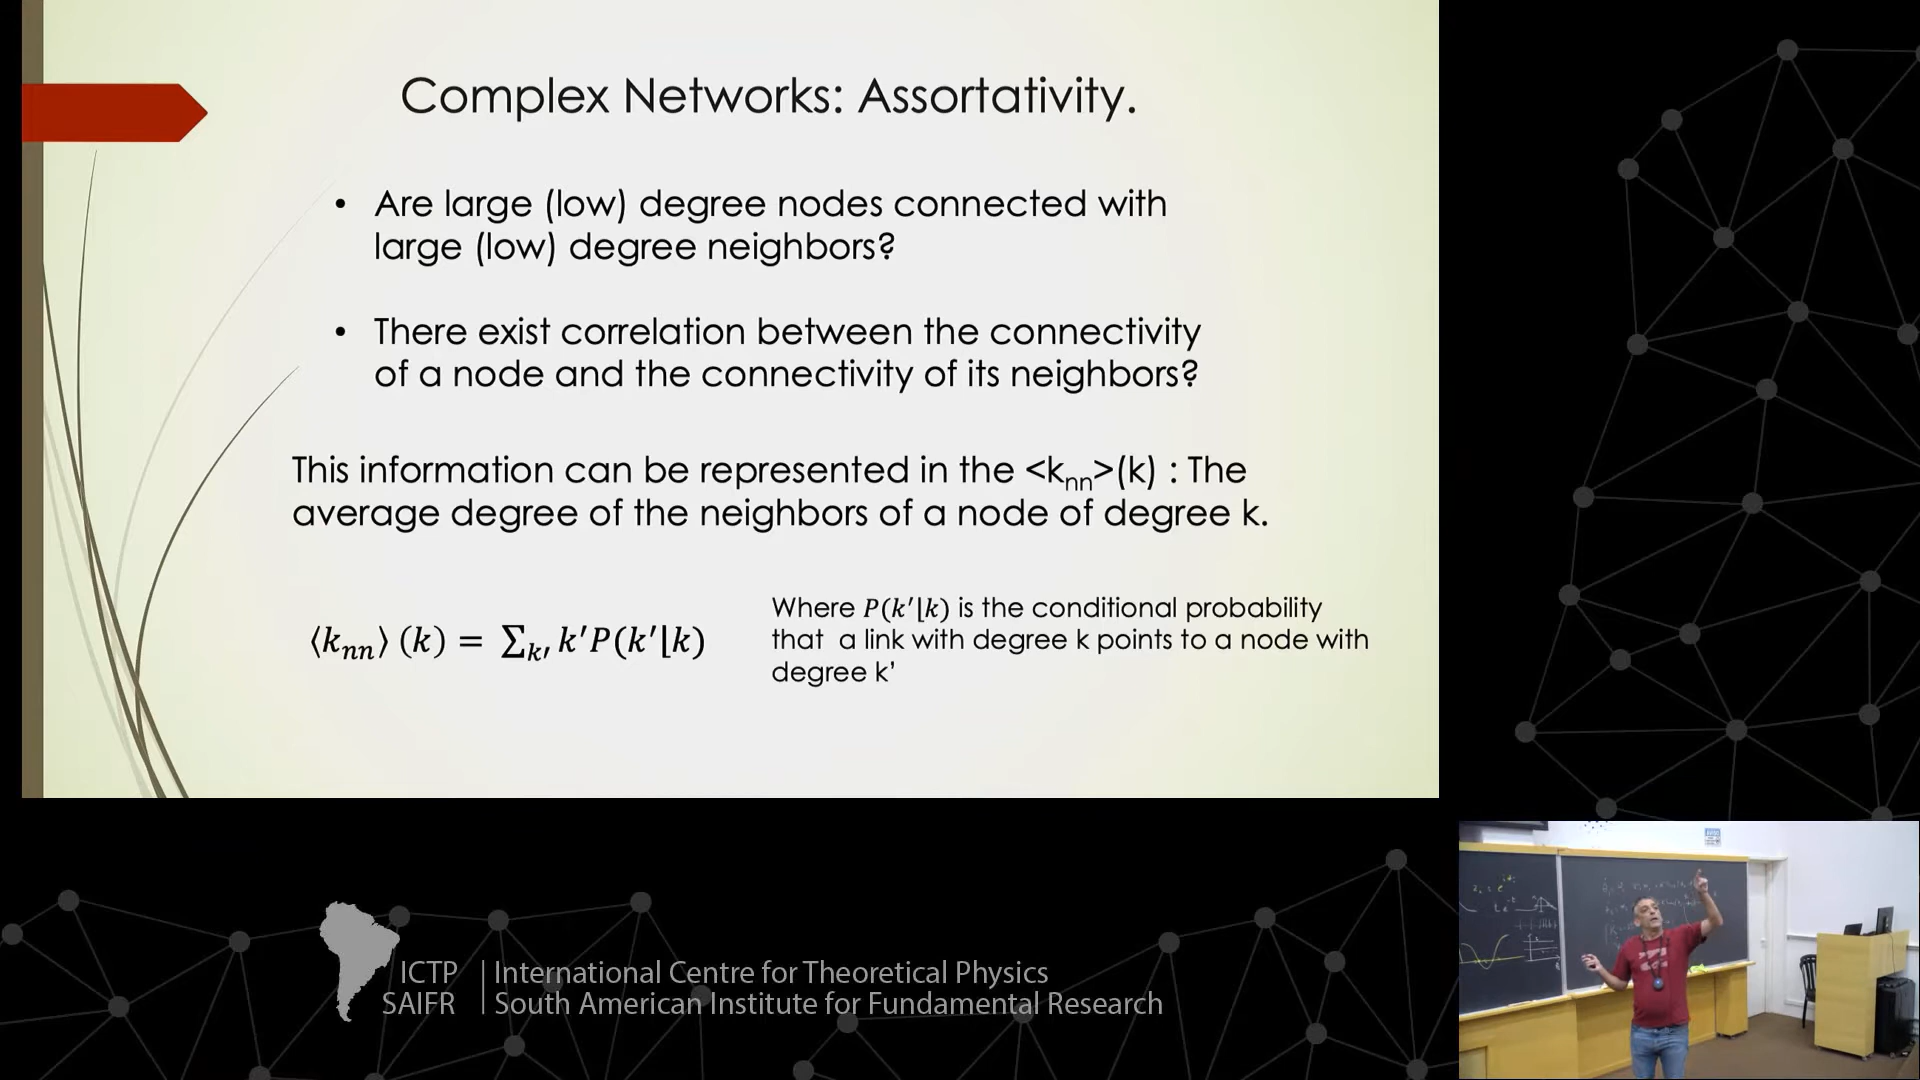 Complex Networks: Assortativity.
• Are large (low) degree nodes connected with
large (low) degree neighbors?
• There exist correlation between the connectivity
of a node and the connectivity of its neighbors?
This information can be represented in the <kₙₙ>(k) : The
average degree of the neighbors of a node of degree k.
⟨kₙₙ⟩ (k) = ∑ₖ′ k′P(k′⌊k)
Where P(k′⌊k) is the conditional probability
that a link with degree k points to a node with
degree k’
ICTP | International Centre for Theoretical Physics
SAIFR | South American Institute for Fundamental Research